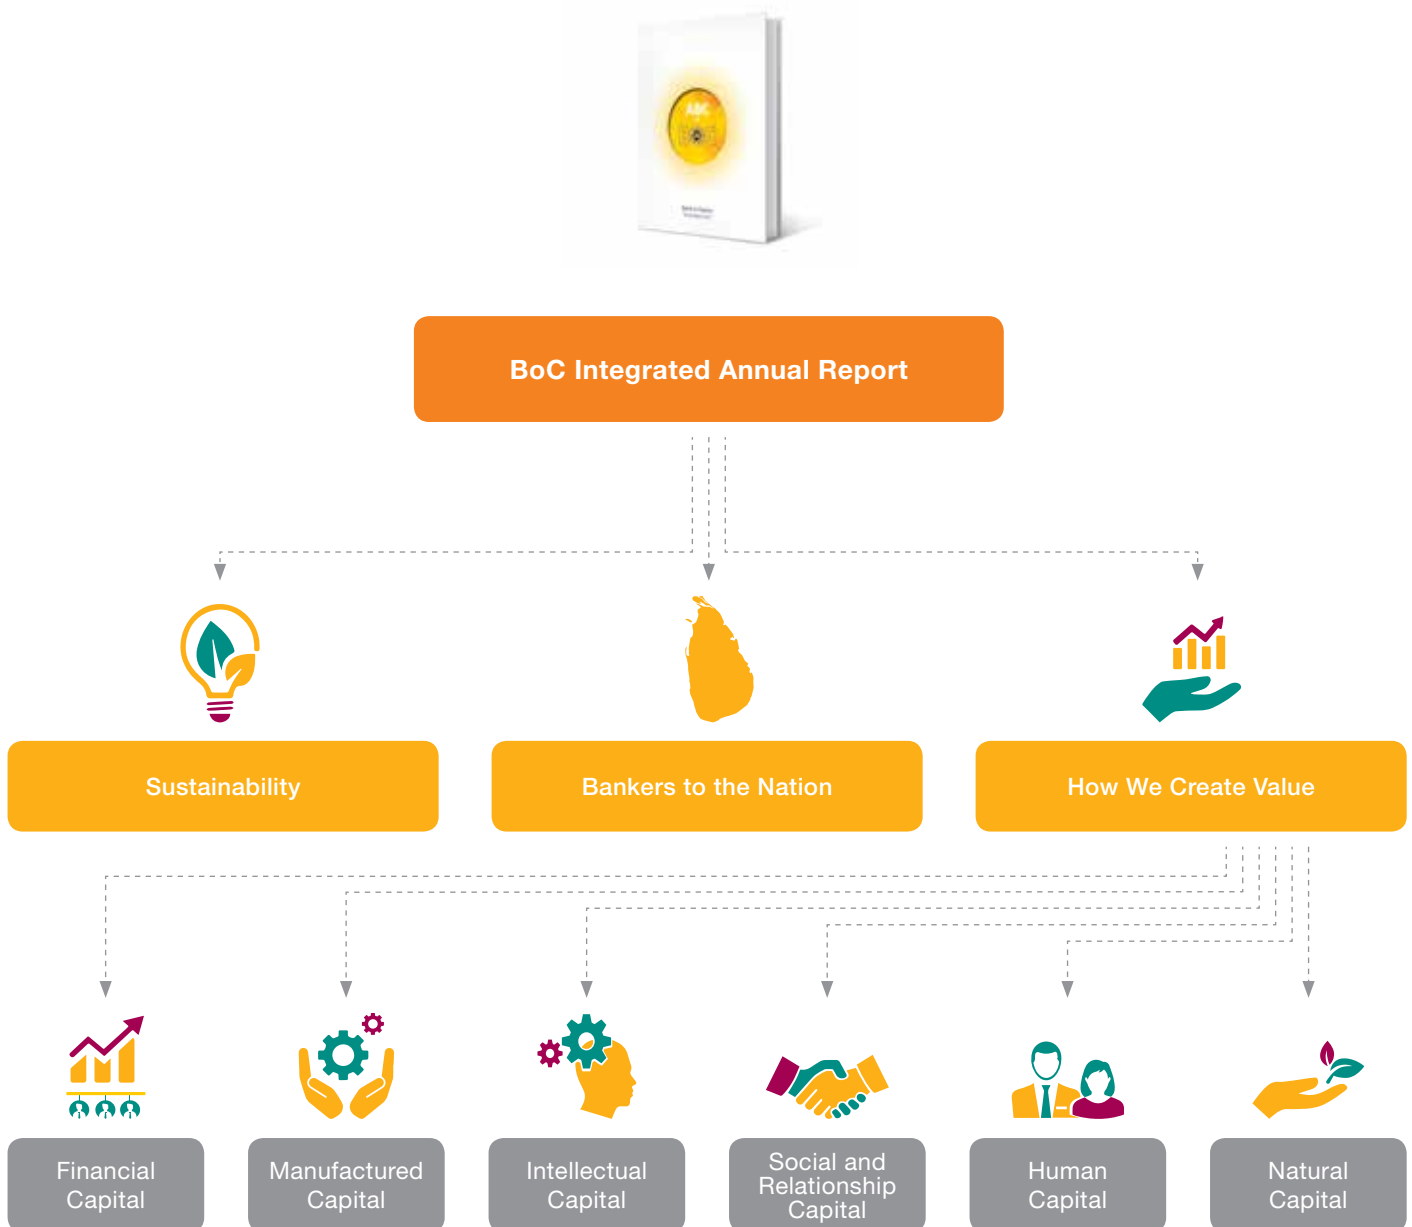 ABC
BoC Integrated Annual Report
Sustainability
Bankers to the Nation
How We Create Value
Financial
Capital
Manufactured
Capital
Intellectual
Capital
Social and
Relationship
Capital
Human
Capital
Natural
Capital